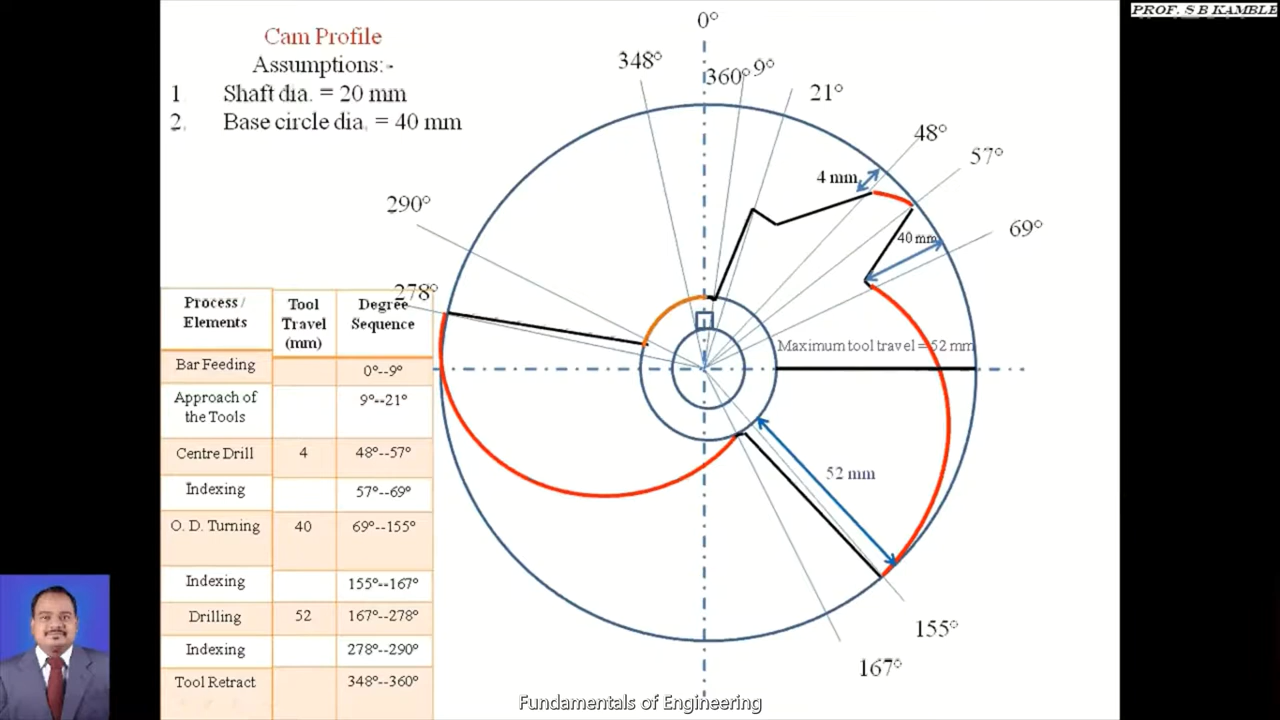 PROF. S B KAMBLE
Cam Profile
Assumptions:-
1 Shaft dia. = 20 mm
2. Base circle dia. = 40 mm
0°
348°
360°
9°
21°
48°
57°
69°
290°
278°
4 mm
40 mm
Maximum tool travel = 52 mm
52 mm
155°
167°
Process/ Elements
Tool Travel (mm)
Degree Sequence
Bar Feeding 0°--9°
Approach of the Tools 9°--21°
Centre Drill 4 48°--57°
Indexing 57°--69°
O. D. Turning 40 69°--155°
Indexing 155°--167°
Drilling 52 167°--278°
Indexing 278°--290°
Tool Retract 348°--360°
Fundamentals of Engineering